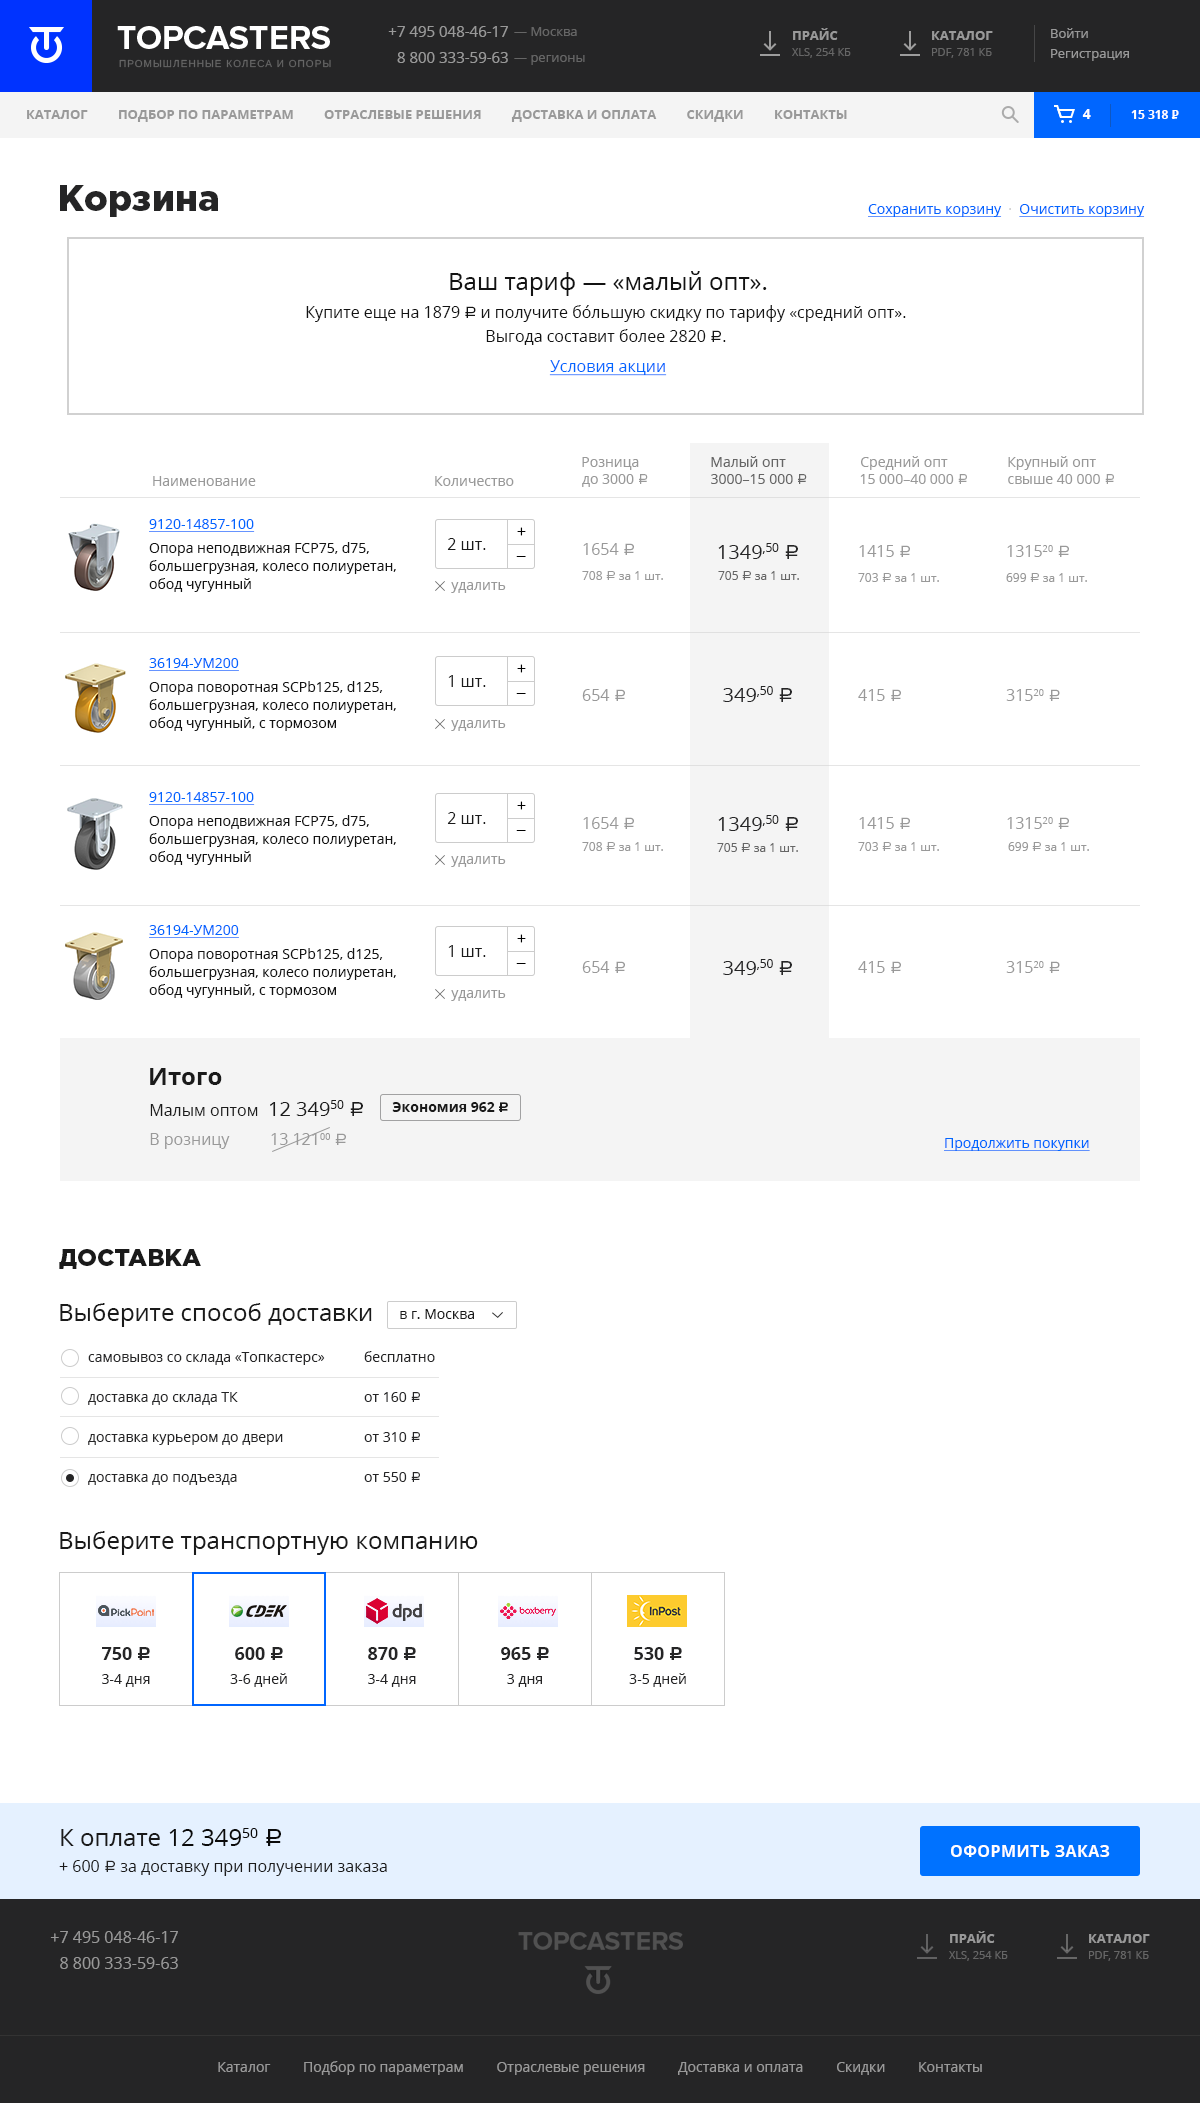 TOPCASTERS
ПРОМЫШЛЕННЫЕ КОЛЕСА И ОПОРЫ
+7 495 048-46-17 — Москва
8 800 333-59-63 — регионы
ПРАЙС
XLS, 254 КБ
КАТАЛОГ
PDF, 781 КБ
Войти
Регистрация
КАТАЛОГ ПОДБОР ПО ПАРАМЕТРАМ ОТРАСЛЕВЫЕ РЕШЕНИЯ ДОСТАВКА И ОПЛАТА СКИДКИ КОНТАКТЫ 4 15 318 ₽
Корзина
Сохранить корзину · Очистить корзину
Ваш тариф — «малый опт».
Купите еще на 1879 ₽ и получите бóльшую скидку по тарифу «средний опт».
Выгода составит более 2820 ₽.
Условия акции
Наименование
Количество
Розница
до 3000 ₽
Малый опт
3000–15 000 ₽
Средний опт
15 000–40 000 ₽
Крупный опт
свыше 40 000 ₽
9120-14857-100
Опора неподвижная FCP75, d75,
большегрузная, колесо полиуретан,
обод чугунный
2 шт. + −
удалить
1654 ₽
708 ₽ за 1 шт.
1349,50 ₽
705 ₽ за 1 шт.
1415 ₽
703 ₽ за 1 шт.
131520 ₽
699 ₽ за 1 шт.
36194-УМ200
Опора поворотная SCPb125, d125,
большегрузная, колесо полиуретан,
обод чугунный, с тормозом
1 шт. + −
удалить
654 ₽
349,50 ₽
415 ₽
31520 ₽
9120-14857-100
Опора неподвижная FCP75, d75,
большегрузная, колесо полиуретан,
обод чугунный
2 шт. + −
удалить
1654 ₽
708 ₽ за 1 шт.
1349,50 ₽
705 ₽ за 1 шт.
1415 ₽
703 ₽ за 1 шт.
131520 ₽
699 ₽ за 1 шт.
36194-УМ200
Опора поворотная SCPb125, d125,
большегрузная, колесо полиуретан,
обод чугунный, с тормозом
1 шт. + −
удалить
654 ₽
349,50 ₽
415 ₽
31520 ₽
Итого
Малым оптом 12 34950 ₽ Экономия 962 ₽
В розницу 13 12100 ₽
Продолжить покупки
ДОСТАВКА
Выберите способ доставки в г. Москва
самовывоз со склада «Топкастерс» бесплатно
доставка до склада ТК от 160 ₽
доставка курьером до двери от 310 ₽
доставка до подъезда от 550 ₽
Выберите транспортную компанию
PickPoint
750 ₽
3-4 дня
CDEK
600 ₽
3-6 дней
dpd
870 ₽
3-4 дня
boxberry
965 ₽
3 дня
InPost
530 ₽
3-5 дней
К оплате 12 34950 ₽
+ 600 ₽ за доставку при получении заказа
ОФОРМИТЬ ЗАКАЗ
+7 495 048-46-17
8 800 333-59-63
TOPCASTERS
ПРАЙС
XLS, 254 КБ
КАТАЛОГ
PDF, 781 КБ
Каталог Подбор по параметрам Отраслевые решения Доставка и оплата Скидки Контакты